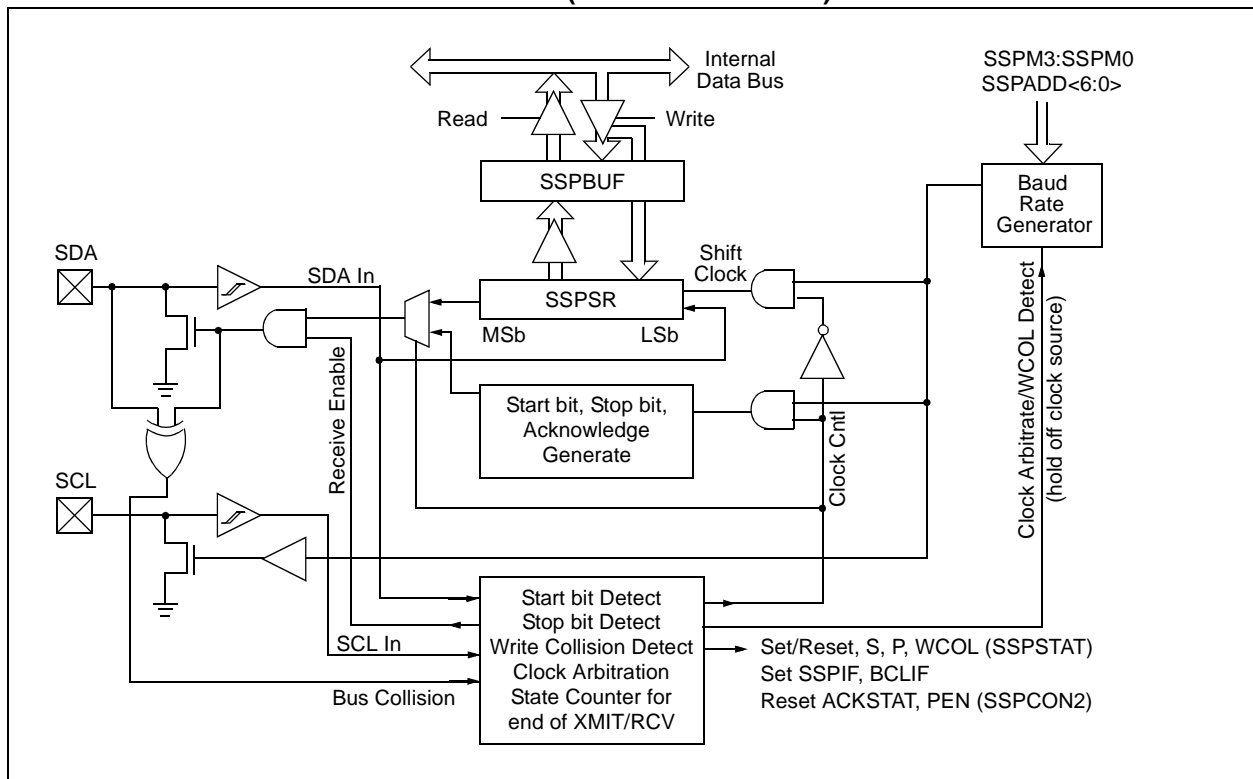 Internal
Data Bus
SSPM3:SSPM0
SSPADD<6:0>
Read
Write
SSPBUF
Baud
Rate
Generator
SDA
SDA In
Shift
Clock
SSPSR
MSb
LSb
Receive Enable
Start bit, Stop bit,
Acknowledge
Generate
Clock Cntl
Clock Arbitrate/WCOL Detect
(hold off clock source)
SCL
SCL In
Bus Collision
Start bit Detect
Stop bit Detect
Write Collision Detect
Clock Arbitration
State Counter for
end of XMIT/RCV
Set/Reset, S, P, WCOL (SSPSTAT)
Set SSPIF, BCLIF
Reset ACKSTAT, PEN (SSPCON2)